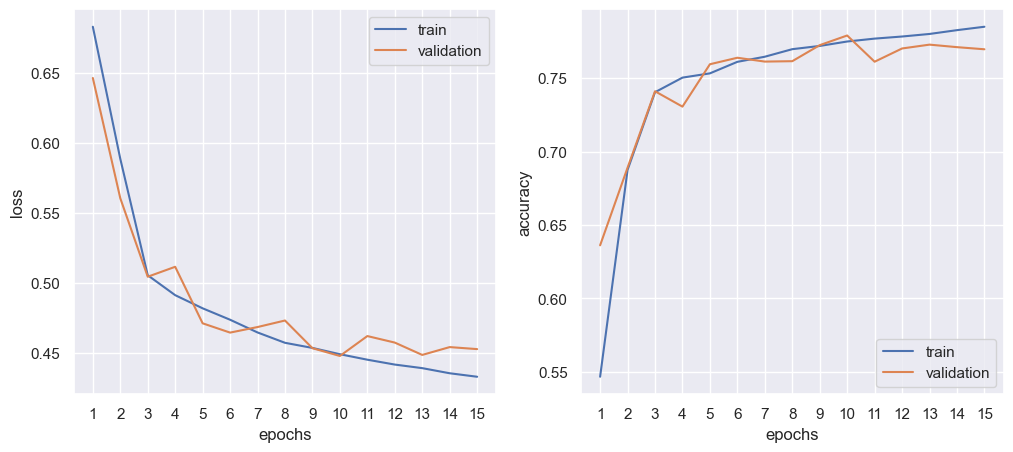 train
validation
0.65
0.60
0.55
0.50
0.45
loss
1 2 3 4 5 6 7 8 9 10 11 12 13 14 15
epochs
0.75
0.70
0.65
0.60
0.55
accuracy
train
validation
1 2 3 4 5 6 7 8 9 10 11 12 13 14 15
epochs